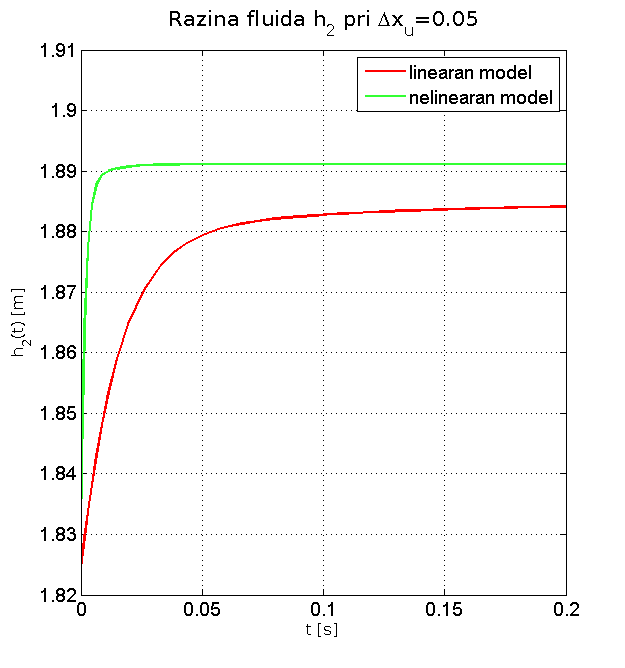 Razina fluida h₂ pri Δxᵤ=0.05
linearan model
nelinearan model
1.91
1.9
1.89
1.88
1.87
1.86
1.85
1.84
1.83
1.82
h₂(t) [m]
0 0.05 0.1 0.15 0.2
t [s]